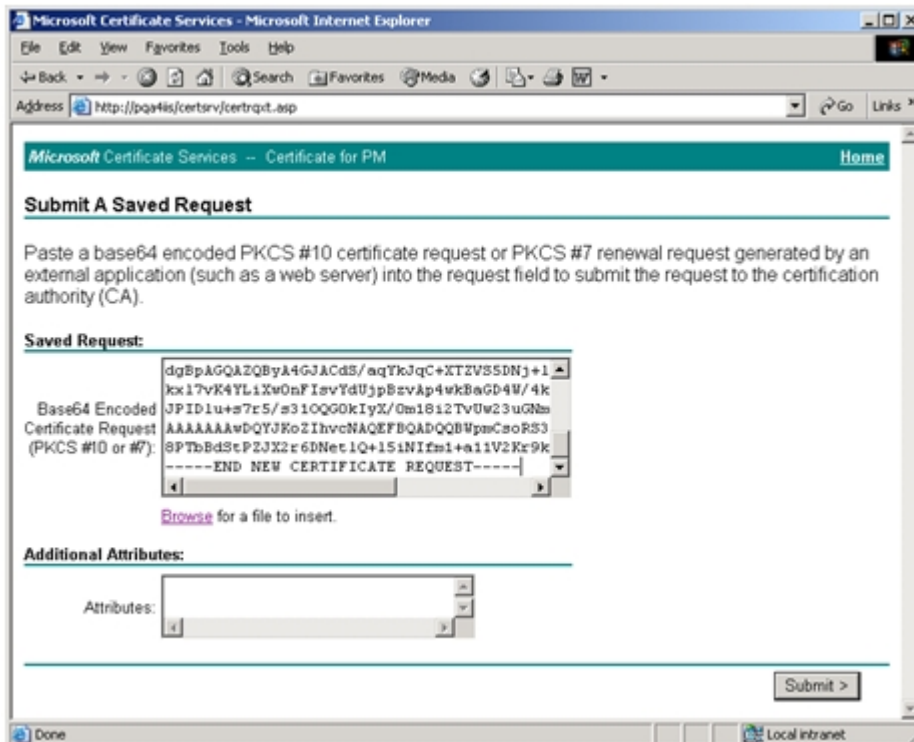 Microsoft Certificate Services - Microsoft Internet Explorer
File Edit View Favorites Tools Help
Back Search Favorites Media
Address http://pqa4iis/certsrv/certrqxt.asp Go Links
Microsoft Certificate Services -- Certificate for PM Home
Submit A Saved Request
Paste a base64 encoded PKCS #10 certificate request or PKCS #7 renewal request generated by an
external application (such as a web server) into the request field to submit the request to the certification
authority (CA).
Saved Request:
Base64 Encoded
Certificate Request
(PKCS #10 or #7):
-----END NEW CERTIFICATE REQUEST-----
Browse for a file to insert.
Additional Attributes:
Attributes:
Submit >
Done Local intranet